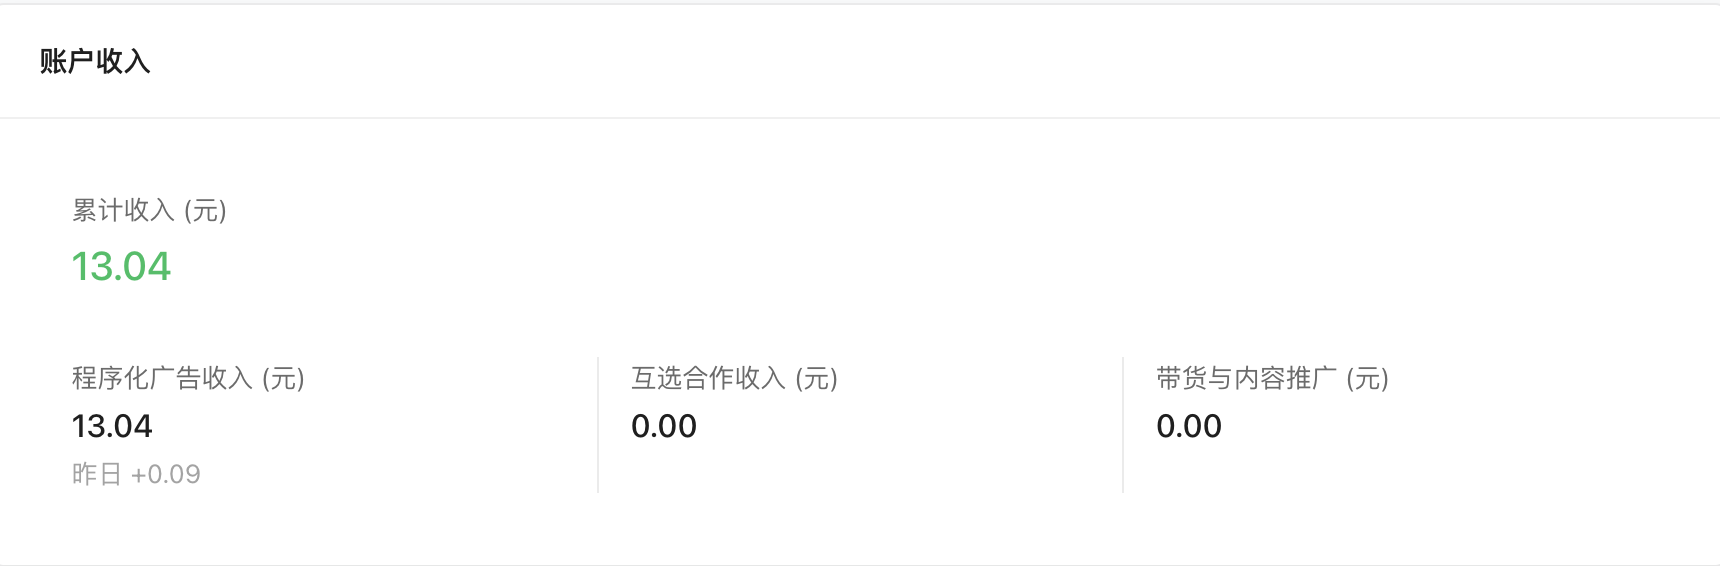 账户收入
累计收入 (元)
13.04
程序化广告收入 (元)
13.04
昨日 +0.09
互选合作收入 (元)
0.00
带货与内容推广 (元)
0.00